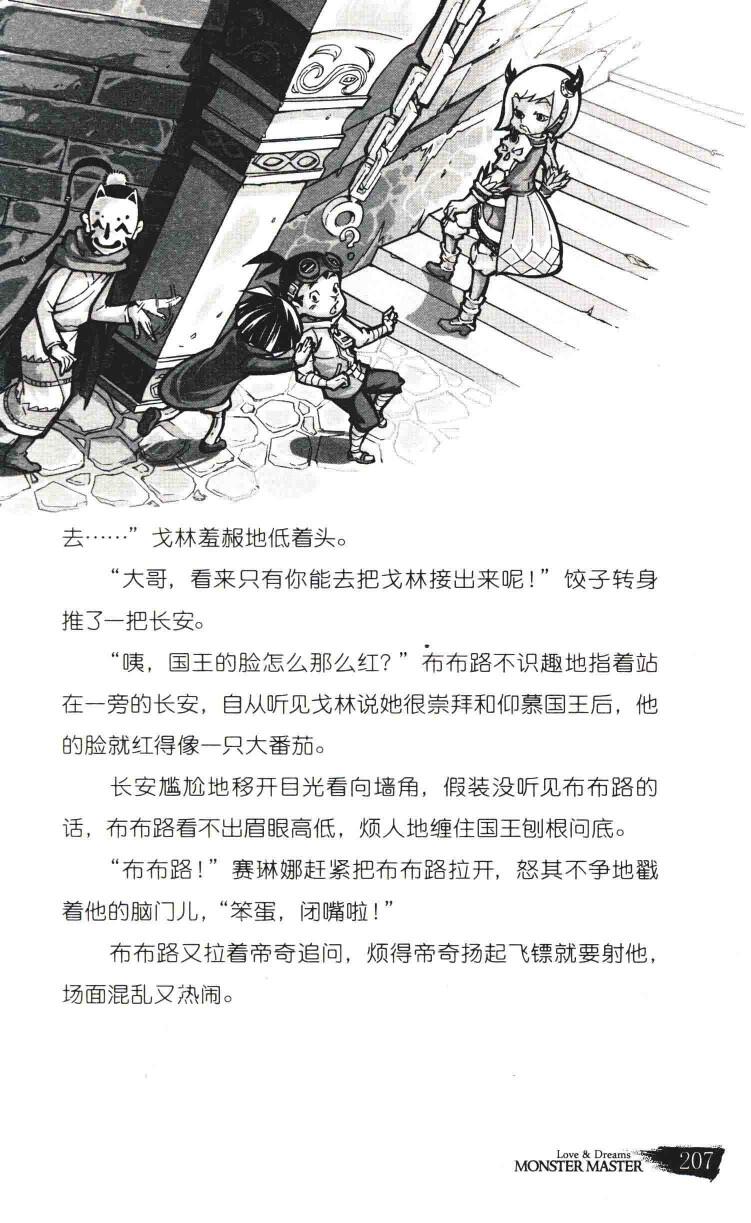 去……”戈林羞赧地低着头。
“大哥，看来只有你能去把戈林接出来呢！”饺子转身
推了一把长安。
“咦，国王的脸怎么那么红？”布布路不识趣地指着站
在一旁的长安，自从听见戈林说她很崇拜和仰慕国王后，他
的脸就红得像一只大番茄。
长安尴尬地移开目光看向墙角，假装没听见布布路的
话，布布路看不出眉眼高低，烦人地缠住国王刨根问底。
“布布路！”赛琳娜赶紧把布布路拉开，怒其不争地戳
着他的脑门儿，“笨蛋，闭嘴啦！”
布布路又拉着帝奇追问，烦得帝奇扬起飞镖就要射他，
场面混乱又热闹。
Love & Dreams
MONSTER MASTER 207